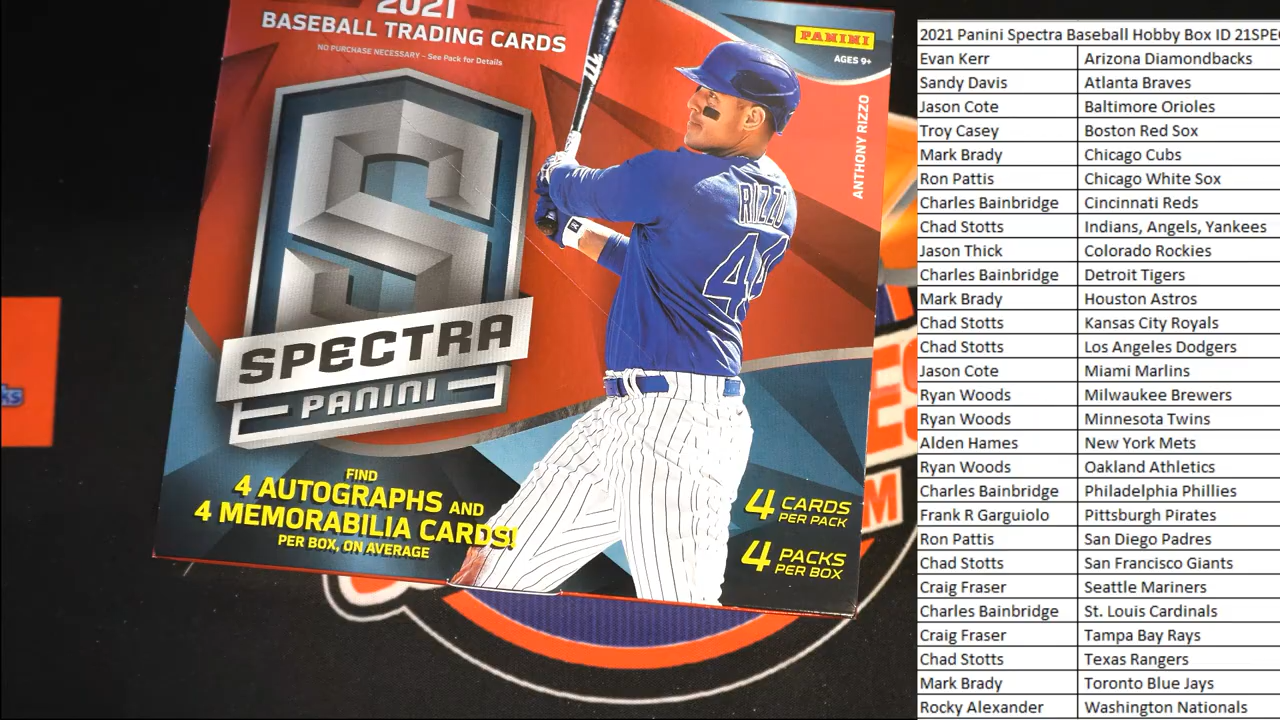 2021
BASEBALL TRADING CARDS
NO PURCHASE NECESSARY – See Pack for Details
PANINI
AGES 9+
ANTHONY RIZZO
RIZZO
44
S
SPECTRA
PANINI
FIND
4 AUTOGRAPHS AND
4 MEMORABILIA CARDS!
PER BOX, ON AVERAGE
4 CARDS
PER PACK
4 PACKS
PER BOX
2021 Panini Spectra Baseball Hobby Box ID 21SPE
Evan Kerr Arizona Diamondbacks
Sandy Davis Atlanta Braves
Jason Cote Baltimore Orioles
Troy Casey Boston Red Sox
Mark Brady Chicago Cubs
Ron Pattis Chicago White Sox
Charles Bainbridge Cincinnati Reds
Chad Stotts Indians, Angels, Yankees
Jason Thick Colorado Rockies
Charles Bainbridge Detroit Tigers
Mark Brady Houston Astros
Chad Stotts Kansas City Royals
Chad Stotts Los Angeles Dodgers
Jason Cote Miami Marlins
Ryan Woods Milwaukee Brewers
Ryan Woods Minnesota Twins
Alden Hames New York Mets
Ryan Woods Oakland Athletics
Charles Bainbridge Philadelphia Phillies
Frank R Garguiolo Pittsburgh Pirates
Ron Pattis San Diego Padres
Chad Stotts San Francisco Giants
Craig Fraser Seattle Mariners
Charles Bainbridge St. Louis Cardinals
Craig Fraser Tampa Bay Rays
Chad Stotts Texas Rangers
Mark Brady Toronto Blue Jays
Rocky Alexander Washington Nationals